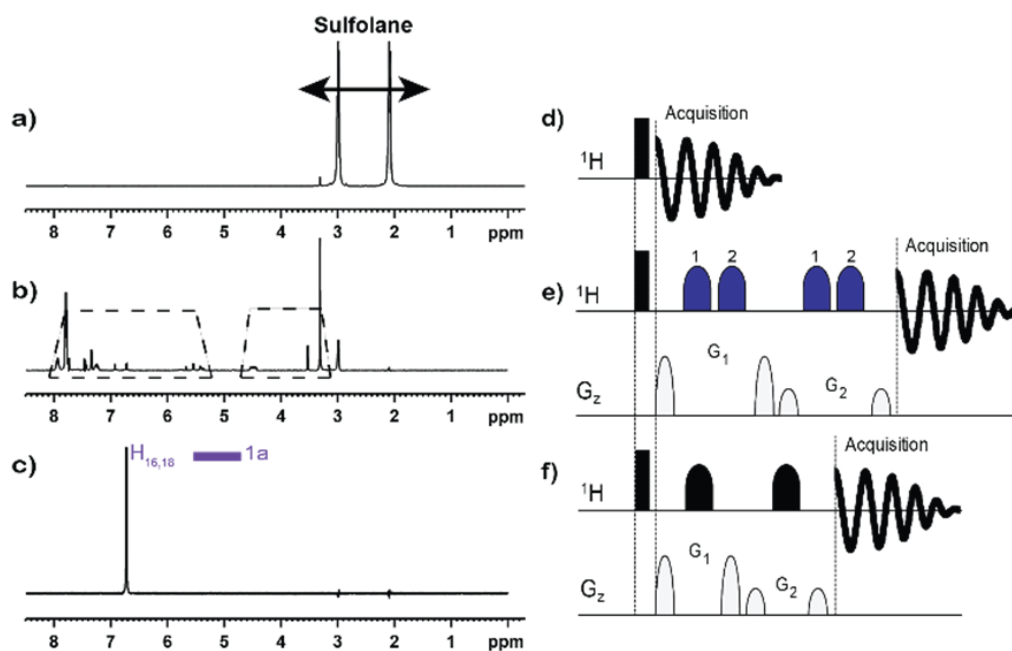 Sulfolane
a)
8 7 6 5 4 3 2 1 ppm
b)
8 7 6 5 4 3 2 1 ppm
c)
H16,18 1a
8 7 6 5 4 3 2 1 ppm
d)
Acquisition
1H
e)
Acquisition
1 2 1 2
1H
G1
G2
Gz
f)
Acquisition
1H
G1
G2
Gz